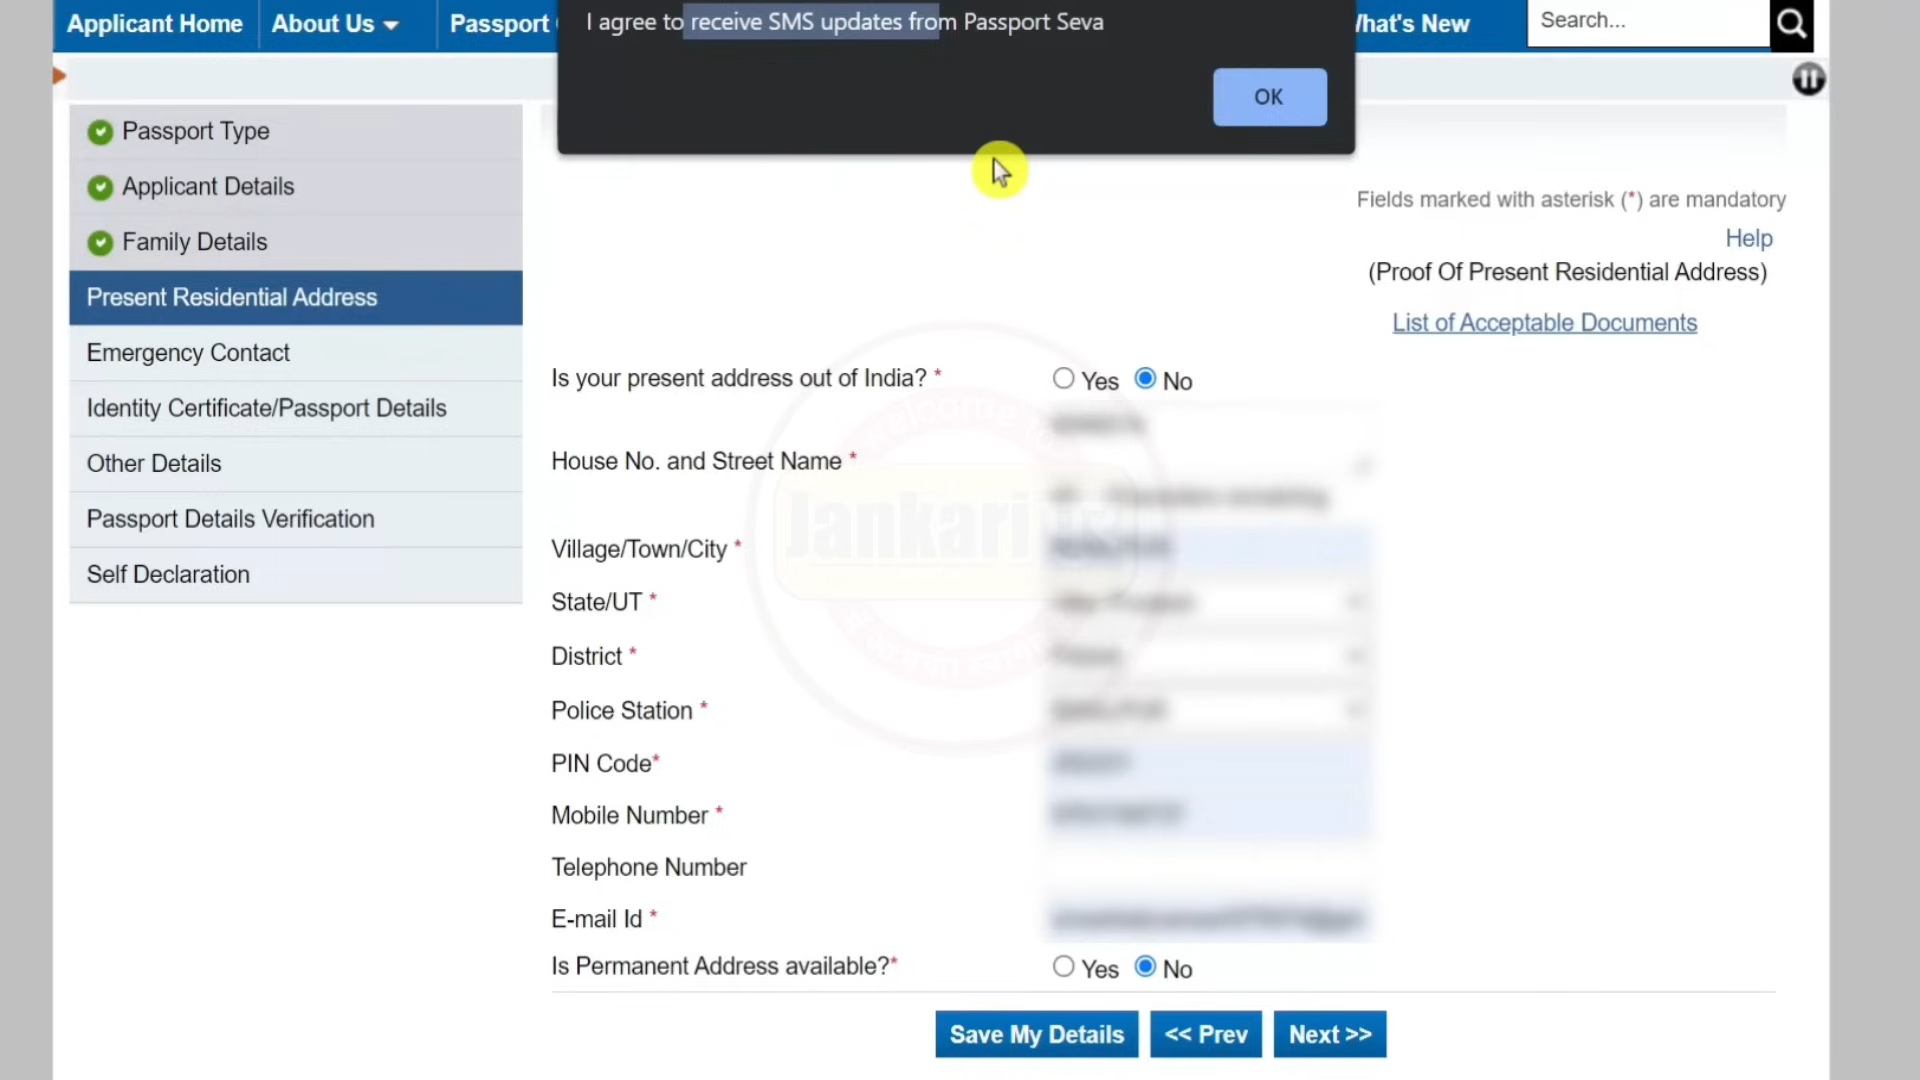 Applicant Home
About Us
Passport
I agree to receive SMS updates from Passport Seva
OK
What's New
Search...
Passport Type
Applicant Details
Family Details
Present Residential Address
Emergency Contact
Identity Certificate/Passport Details
Other Details
Passport Details Verification
Self Declaration
Fields marked with asterisk (*) are mandatory
Help
(Proof Of Present Residential Address)
List of Acceptable Documents
Is your present address out of India? * Yes No
House No. and Street Name *
Village/Town/City *
State/UT *
District *
Police Station *
PIN Code*
Mobile Number *
Telephone Number
E-mail Id *
Is Permanent Address available?* Yes No
Save My Details
<< Prev
Next >>
welcome to
Jankari